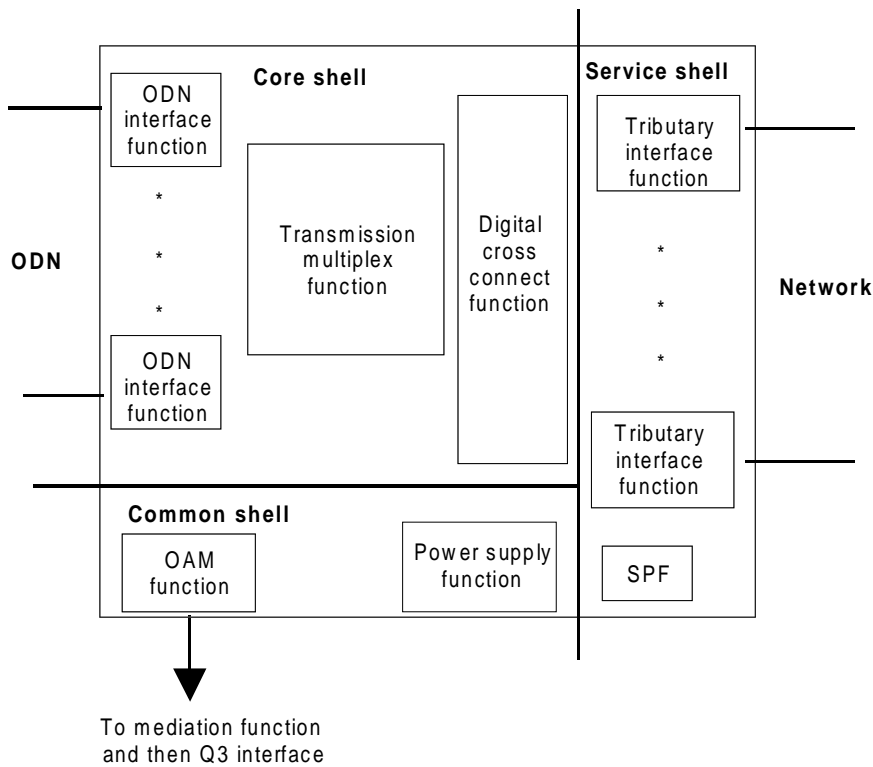 Core shell
Service shell
ODN
interface
function
*
*
*
ODN
interface
function
ODN
Transmission
multiplex
function
Digital
cross
connect
function
Tributary
interface
function
*
*
*
Tributary
interface
function
Network
Common shell
OAM
function
Power supply
function
SPF
To mediation function
and then Q3 interface